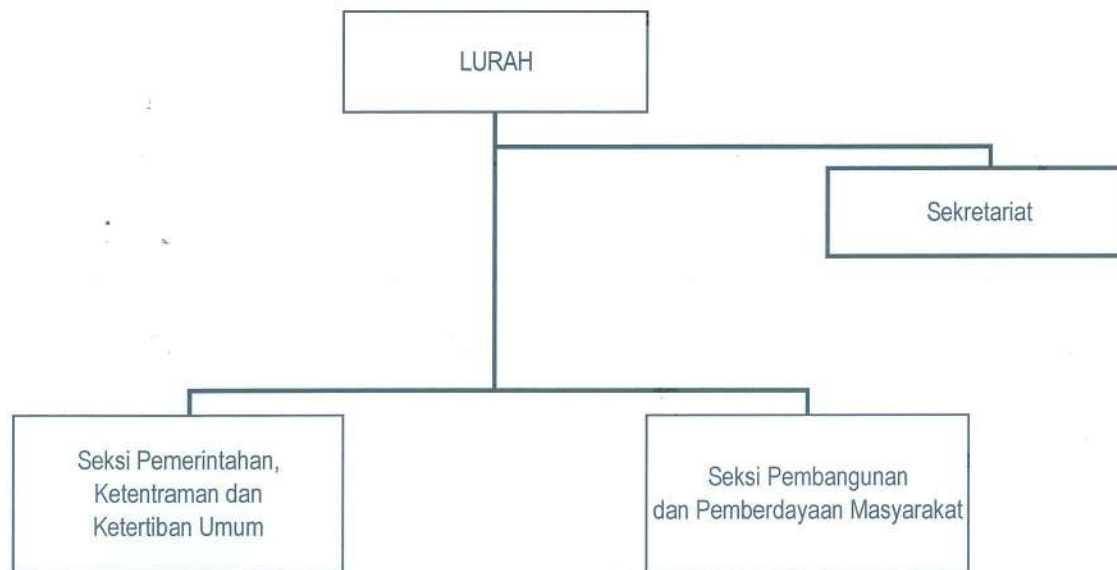 LURAH
Sekretariat
Seksi Pemerintahan,
Ketentraman dan
Ketertiban Umum
Seksi Pembangunan
dan Pemberdayaan Masyarakat